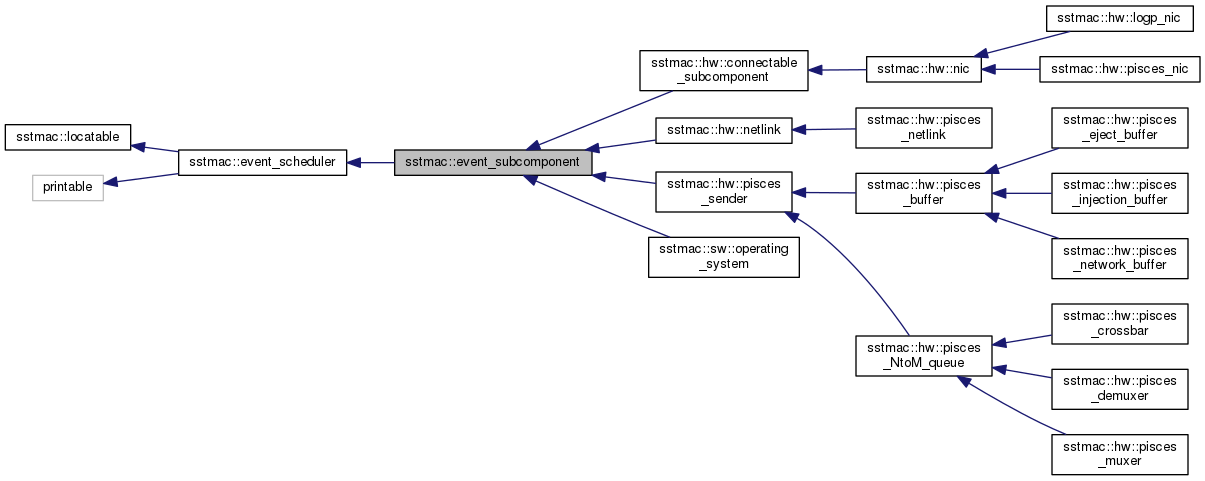 sstmac::locatable
printable
sstmac::event_scheduler
sstmac::event_subcomponent
sstmac::hw::connectable
_subcomponent
sstmac::hw::netlink
sstmac::hw::pisces
_sender
sstmac::sw::operating
_system
sstmac::hw::nic
sstmac::hw::pisces
_netlink
sstmac::hw::pisces
_buffer
sstmac::hw::pisces
_NtoM_queue
sstmac::hw::logp_nic
sstmac::hw::pisces_nic
sstmac::hw::pisces
_eject_buffer
sstmac::hw::pisces
_injection_buffer
sstmac::hw::pisces
_network_buffer
sstmac::hw::pisces
_crossbar
sstmac::hw::pisces
_demuxer
sstmac::hw::pisces
_muxer